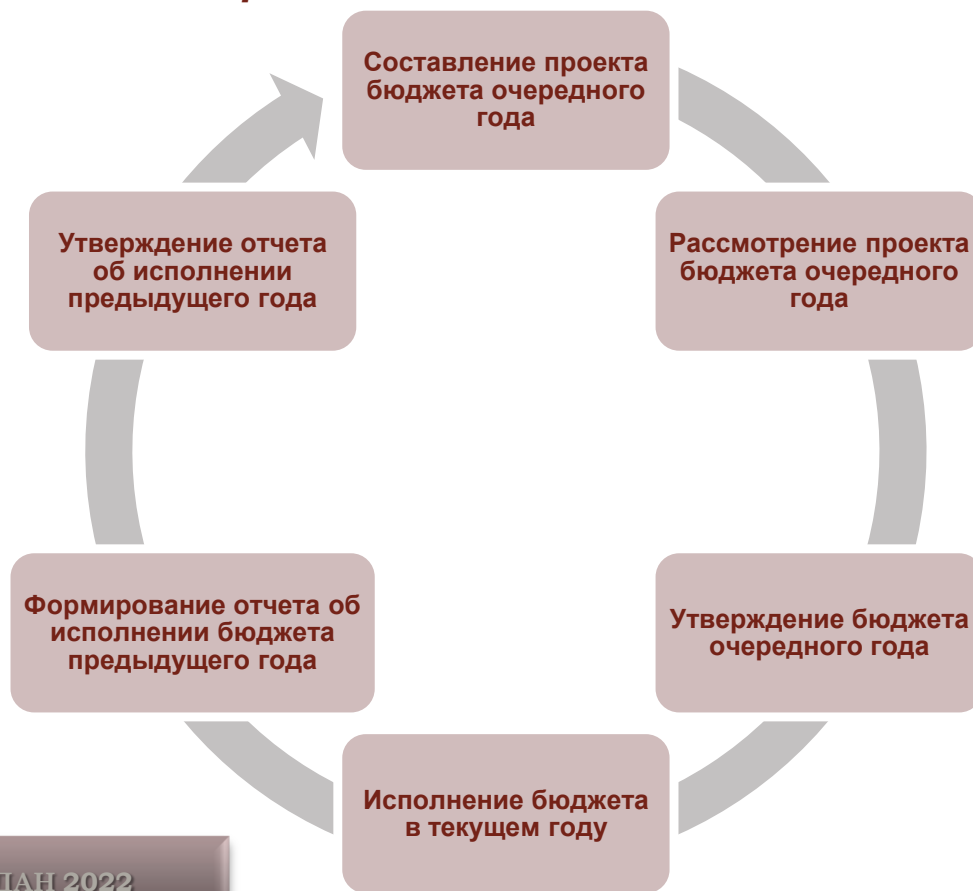 Составление проекта
бюджета очередного
года
Рассмотрение проекта
бюджета очередного
года
Утверждение бюджета
очередного года
Исполнение бюджета
в текущем году
Формирование отчета об
исполнении бюджета
предыдущего года
Утверждение отчета
об исполнении
предыдущего года
2022